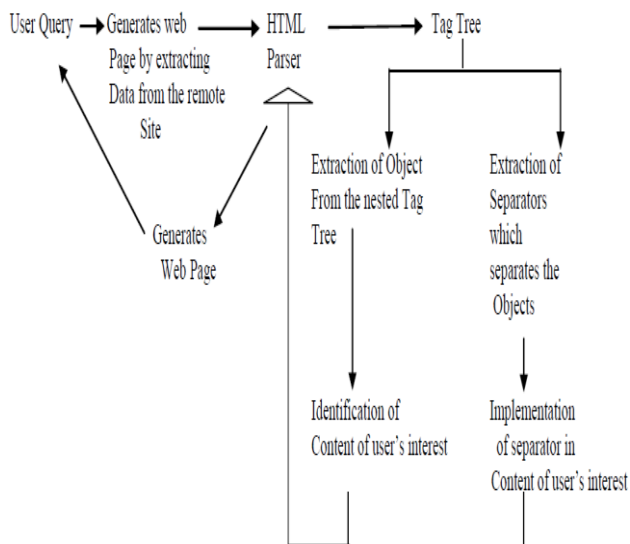 User Query
Generates web
Page by extracting
Data from the remote
Site
HTML
Parser
Tag Tree
Generates
Web Page
Extraction of Object
From the nested Tag
Tree
Extraction of
Separators
which
separates the
Objects
Identification of
Content of user's interest
Implementation
of separator in
Content of user's interest